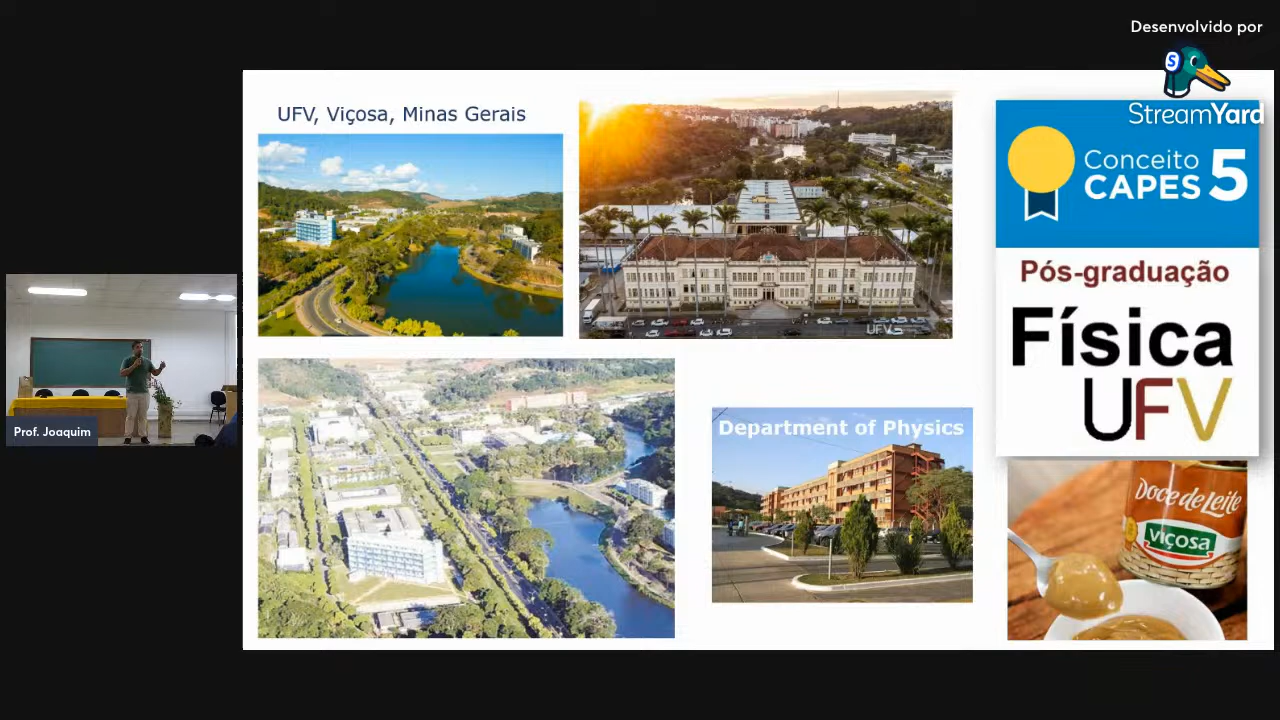 Desenvolvido por
StreamYard
UFV, Viçosa, Minas Gerais
UFV
Conceito
CAPES 5
Pós-graduação
Física
UFV
Department of Physics
Doce de Leite
viçosa
Prof. Joaquim